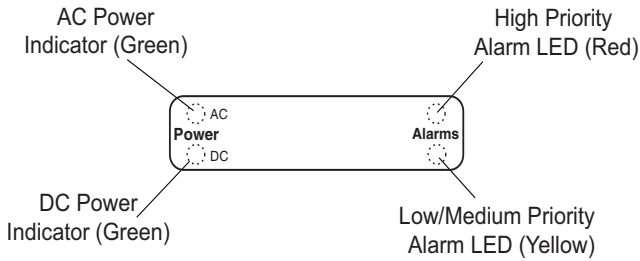 AC Power
Indicator (Green)
High Priority
Alarm LED (Red)
AC
Power
Alarms
DC
DC Power
Indicator (Green)
Low/Medium Priority
Alarm LED (Yellow)